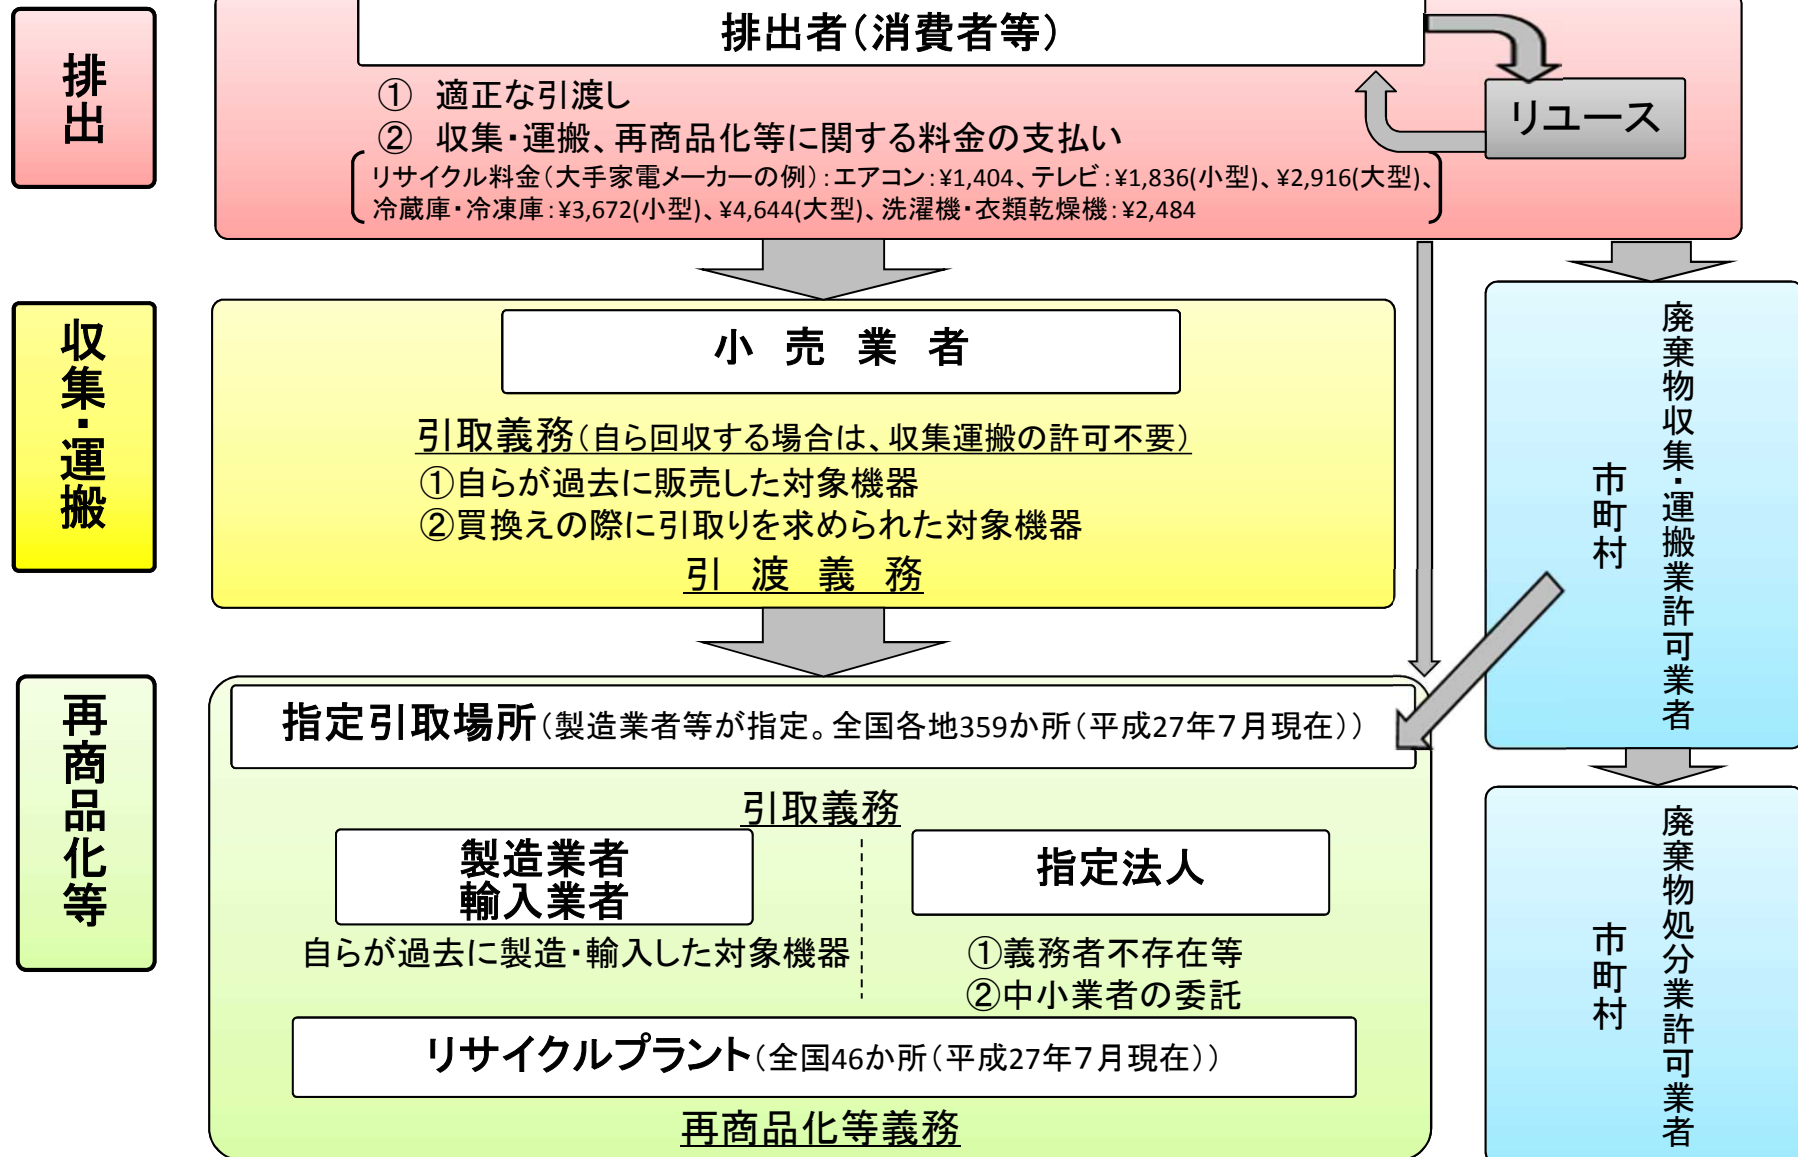 排出
排出者（消費者等）
① 適正な引渡し
② 収集・運搬、再商品化等に関する料金の支払い
リサイクル料金（大手家電メーカーの例）：エアコン：¥1,404、テレビ：¥1,836(小型)、¥2,916(大型)、
冷蔵庫・冷凍庫：¥3,672(小型)、¥4,644(大型)、洗濯機・衣類乾燥機：¥2,484
リユース
収集・運搬
小売業者
引取義務（自ら回収する場合は、収集運搬の許可不要）
①自らが過去に販売した対象機器
②買換えの際に引取りを求められた対象機器
引渡義務
廃棄物収集・運搬業許可業者
市町村
再商品化等
指定引取場所（製造業者等が指定。全国各地359か所（平成27年７月現在））
引取義務
製造業者
輸入業者
自らが過去に製造・輸入した対象機器
指定法人
①義務者不存在等
②中小業者の委託
リサイクルプラント（全国46か所（平成27年７月現在））
再商品化等義務
廃棄物処分業許可業者
市町村